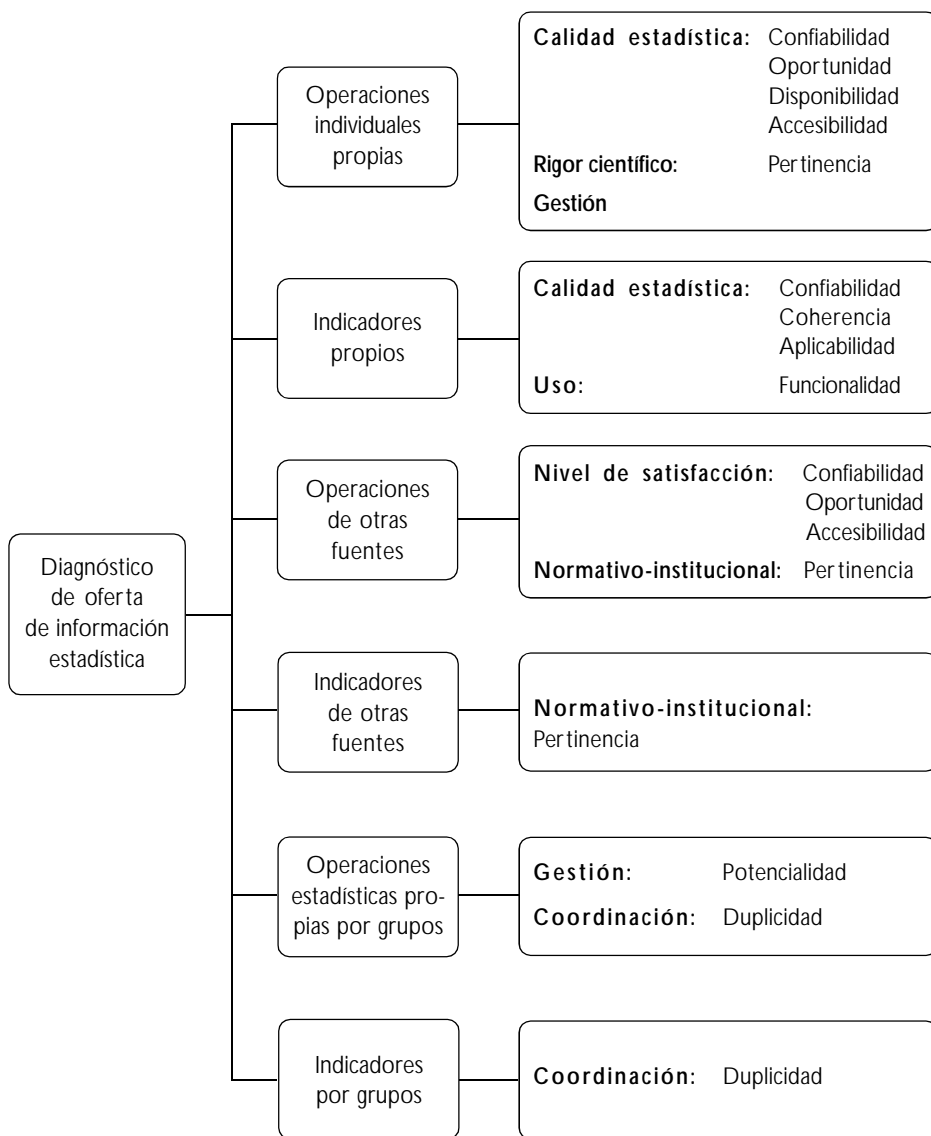 Diagnóstico
de oferta
de información
estadística
Operaciones
individuales
propias
Calidad estadística: Confiabilidad
Oportunidad
Disponibilidad
Accesibilidad
Rigor científico: Pertinencia
Gestión
Indicadores
propios
Calidad estadística: Confiabilidad
Coherencia
Aplicabilidad
Uso: Funcionalidad
Operaciones
de otras
fuentes
Nivel de satisfacción: Confiabilidad
Oportunidad
Accesibilidad
Normativo-institucional: Pertinencia
Indicadores
de otras
fuentes
Normativo-institucional:
Pertinencia
Operaciones
estadísticas pro-
pias por grupos
Gestión: Potencialidad
Coordinación: Duplicidad
Indicadores
por grupos
Coordinación: Duplicidad